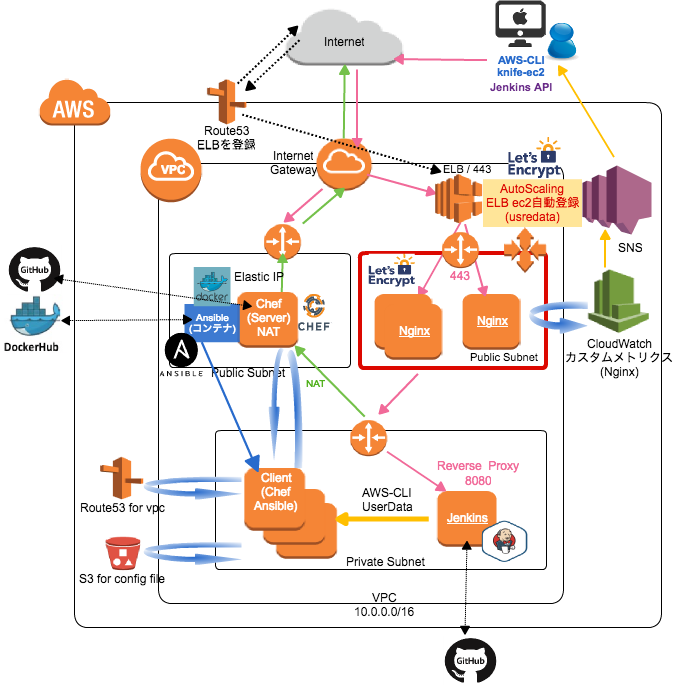 Internet
AWS-CLI
knife-ec2
Jenkins API
AWS
Route53
ELBを登録
Internet
Gateway
VPC
ELB / 443
Let's
Encrypt
AutoScaling
ELB ec2自動登録
(usredata)
SNS
GitHub
DockerHub
docker
Elastic IP
Chef
(Server)
NAT
CHEF
Ansible
(コンテナ)
ANSIBLE
Public Subnet
Let's
Encrypt
443
Nginx
Nginx
Public Subnet
CloudWatch
カスタムメトリクス
(Nginx)
NAT
Reverse Proxy
8080
Client
(Chef
Ansible)
AWS-CLI
UserData
Jenkins
Route53 for vpc
S3 for config file
Private Subnet
VPC
10.0.0.0/16
GitHub